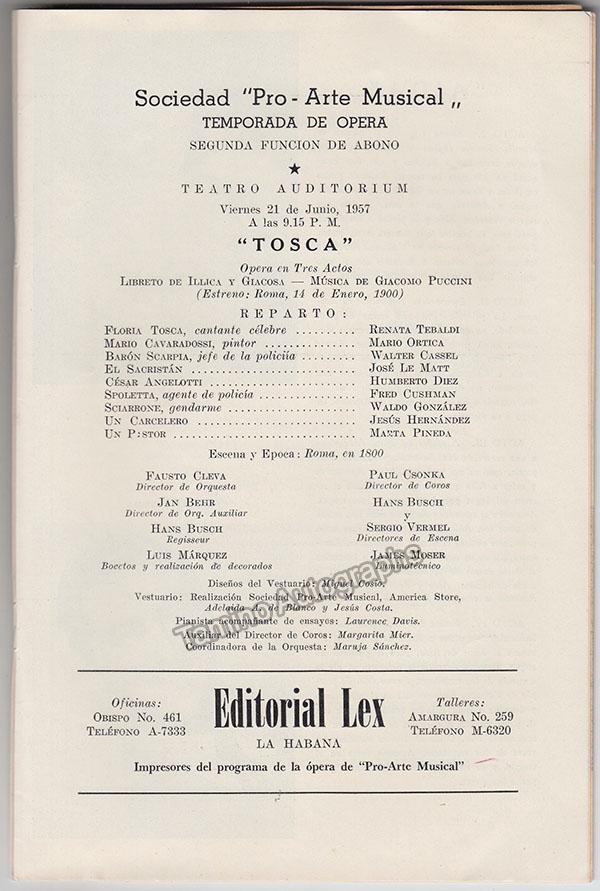 Sociedad "Pro-Arte Musical „
TEMPORADA DE OPERA
SEGUNDA FUNCION DE ABONO
★
TEATRO AUDITORIUM
Viernes 21 de Junio, 1957
A las 9.15 P. M.
"TOSCA"
Opera en Tres Actos
LIBRETO DE ILLICA Y GIACOSA — MÚSICA DE GIACOMO PUCCINI
(Estreno: Roma, 14 de Enero, 1900)
REPARTO:
FLORIA TOSCA, cantante célebre .......... RENATA TEBALDI
MARIO CAVARADOSSI, pintor ............... MARIO ORTICA
BARÓN SCARPIA, jefe de la policiia ......... WALTER CASSEL
EL SACRISTÁN ........................... JOSÉ LE MATT
CÉSAR ANGELOTTI ........................ HUMBERTO DIEZ
SPOLETTA, agente de policía ................ FRED CUSHMAN
SCIARRONE, gendarme ..................... WALDO GONZÁLEZ
UN CARCELERO .......................... JESÚS HERNÁNDEZ
UN P:STOR ............................. MARTA PINEDA
Escena y Epoca: Roma, en 1800
FAUSTO CLEVA PAUL CSONKA
Director de Orquesta Director de Coros
JAN BEHR HANS BUSCH
Director de Orq. Auxiliar y
HANS BUSCH SERGIO VERMEL
Regisseur Directores de Escena
LUIS MÁRQUEZ JAMES MOSER
Bocetos y realización de decorados Luminotécnico
Diseños del Vestuario: Miguel Cosío.
Vestuario: Realización Sociedad Pro-Arte Musical, America Store,
Adelaida de Blanco y Jesús Costa.
Pianista acompañante de ensayos: Laurence Davis.
Auxiliar del Director de Coros: Margarita Mier.
Coordinadora de la Orquesta: Maruja Sánchez.
Tamino Autographs
Oficinas: Editorial Lex Talleres:
OBISPO No. 461 AMARGURA No. 259
TELÉFONO A-7333 TELÉFONO M-6320
LA HABANA
Impresores del programa de la ópera de "Pro-Arte Musical"